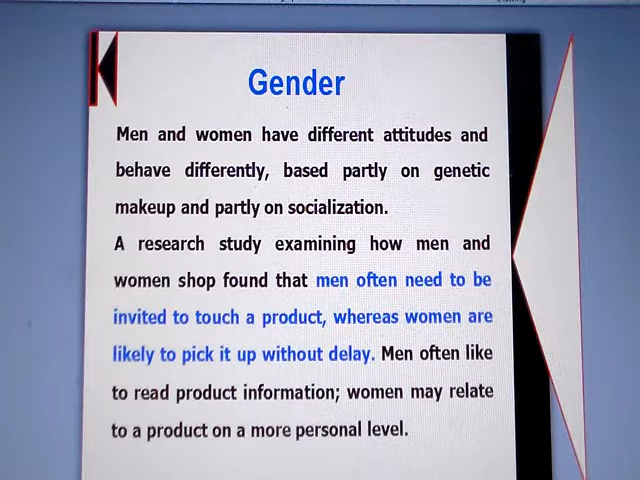 Gender
Men and women have different attitudes and
behave differently, based partly on genetic
makeup and partly on socialization.
A research study examining how men and
women shop found that men often need to be
invited to touch a product, whereas women are
likely to pick it up without delay. Men often like
to read product information; women may relate
to a product on a more personal level.